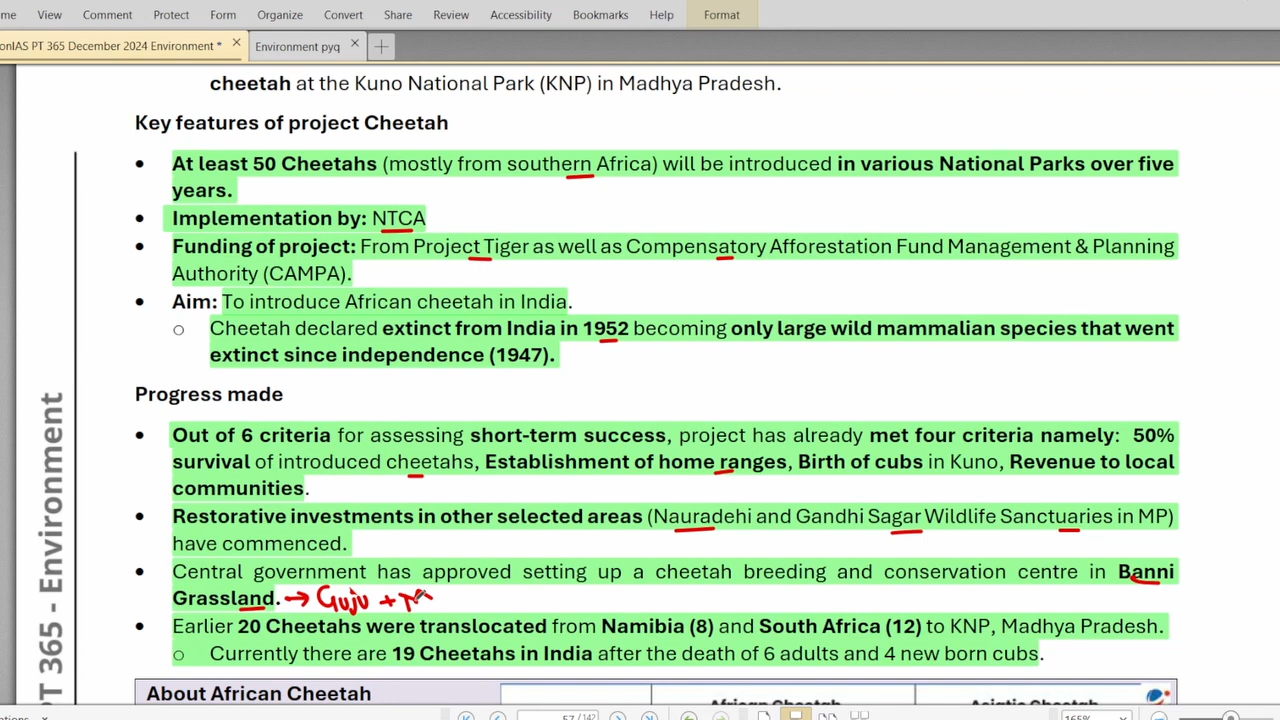 me View Comment Protect Form Organize Convert Share Review Accessibility Bookmarks Help Format
onIAS PT 365 December 2024 Environment * × Environment pyq × +
cheetah at the Kuno National Park (KNP) in Madhya Pradesh.
Key features of project Cheetah
• At least 50 Cheetahs (mostly from southern Africa) will be introduced in various National Parks over five
years.
• Implementation by: NTCA
• Funding of project: From Project Tiger as well as Compensatory Afforestation Fund Management & Planning
Authority (CAMPA).
• Aim: To introduce African cheetah in India.
○ Cheetah declared extinct from India in 1952 becoming only large wild mammalian species that went
extinct since independence (1947).
Progress made
• Out of 6 criteria for assessing short-term success, project has already met four criteria namely: 50%
survival of introduced cheetahs, Establishment of home ranges, Birth of cubs in Kuno, Revenue to local
communities.
• Restorative investments in other selected areas (Nauradehi and Gandhi Sagar Wildlife Sanctuaries in MP)
have commenced.
• Central government has approved setting up a cheetah breeding and conservation centre in Banni
Grassland. → Guju +
• Earlier 20 Cheetahs were translocated from Namibia (8) and South Africa (12) to KNP, Madhya Pradesh.
○ Currently there are 19 Cheetahs in India after the death of 6 adults and 4 new born cubs.
About African Cheetah
African Cheetah Asiatic Cheetah
PT 365 - Environment
57 / 142 165%